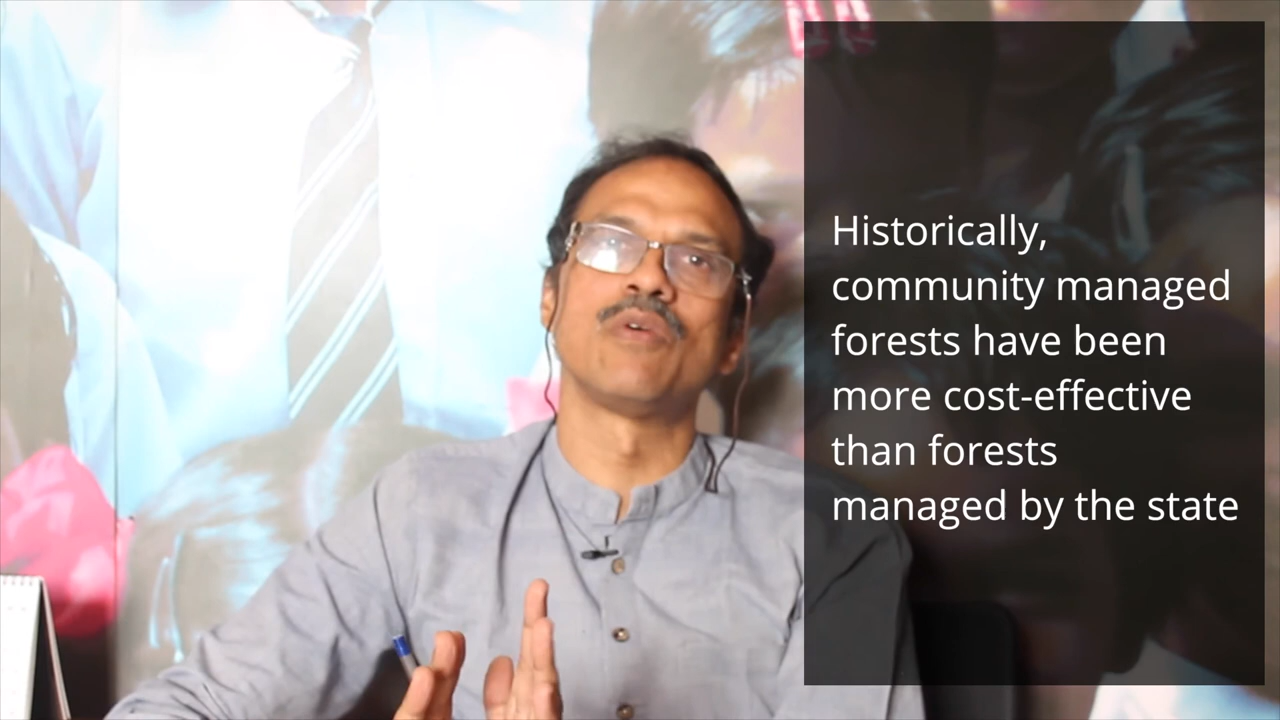 Historically,
community managed
forests have been
more cost-effective
than forests
managed by the state